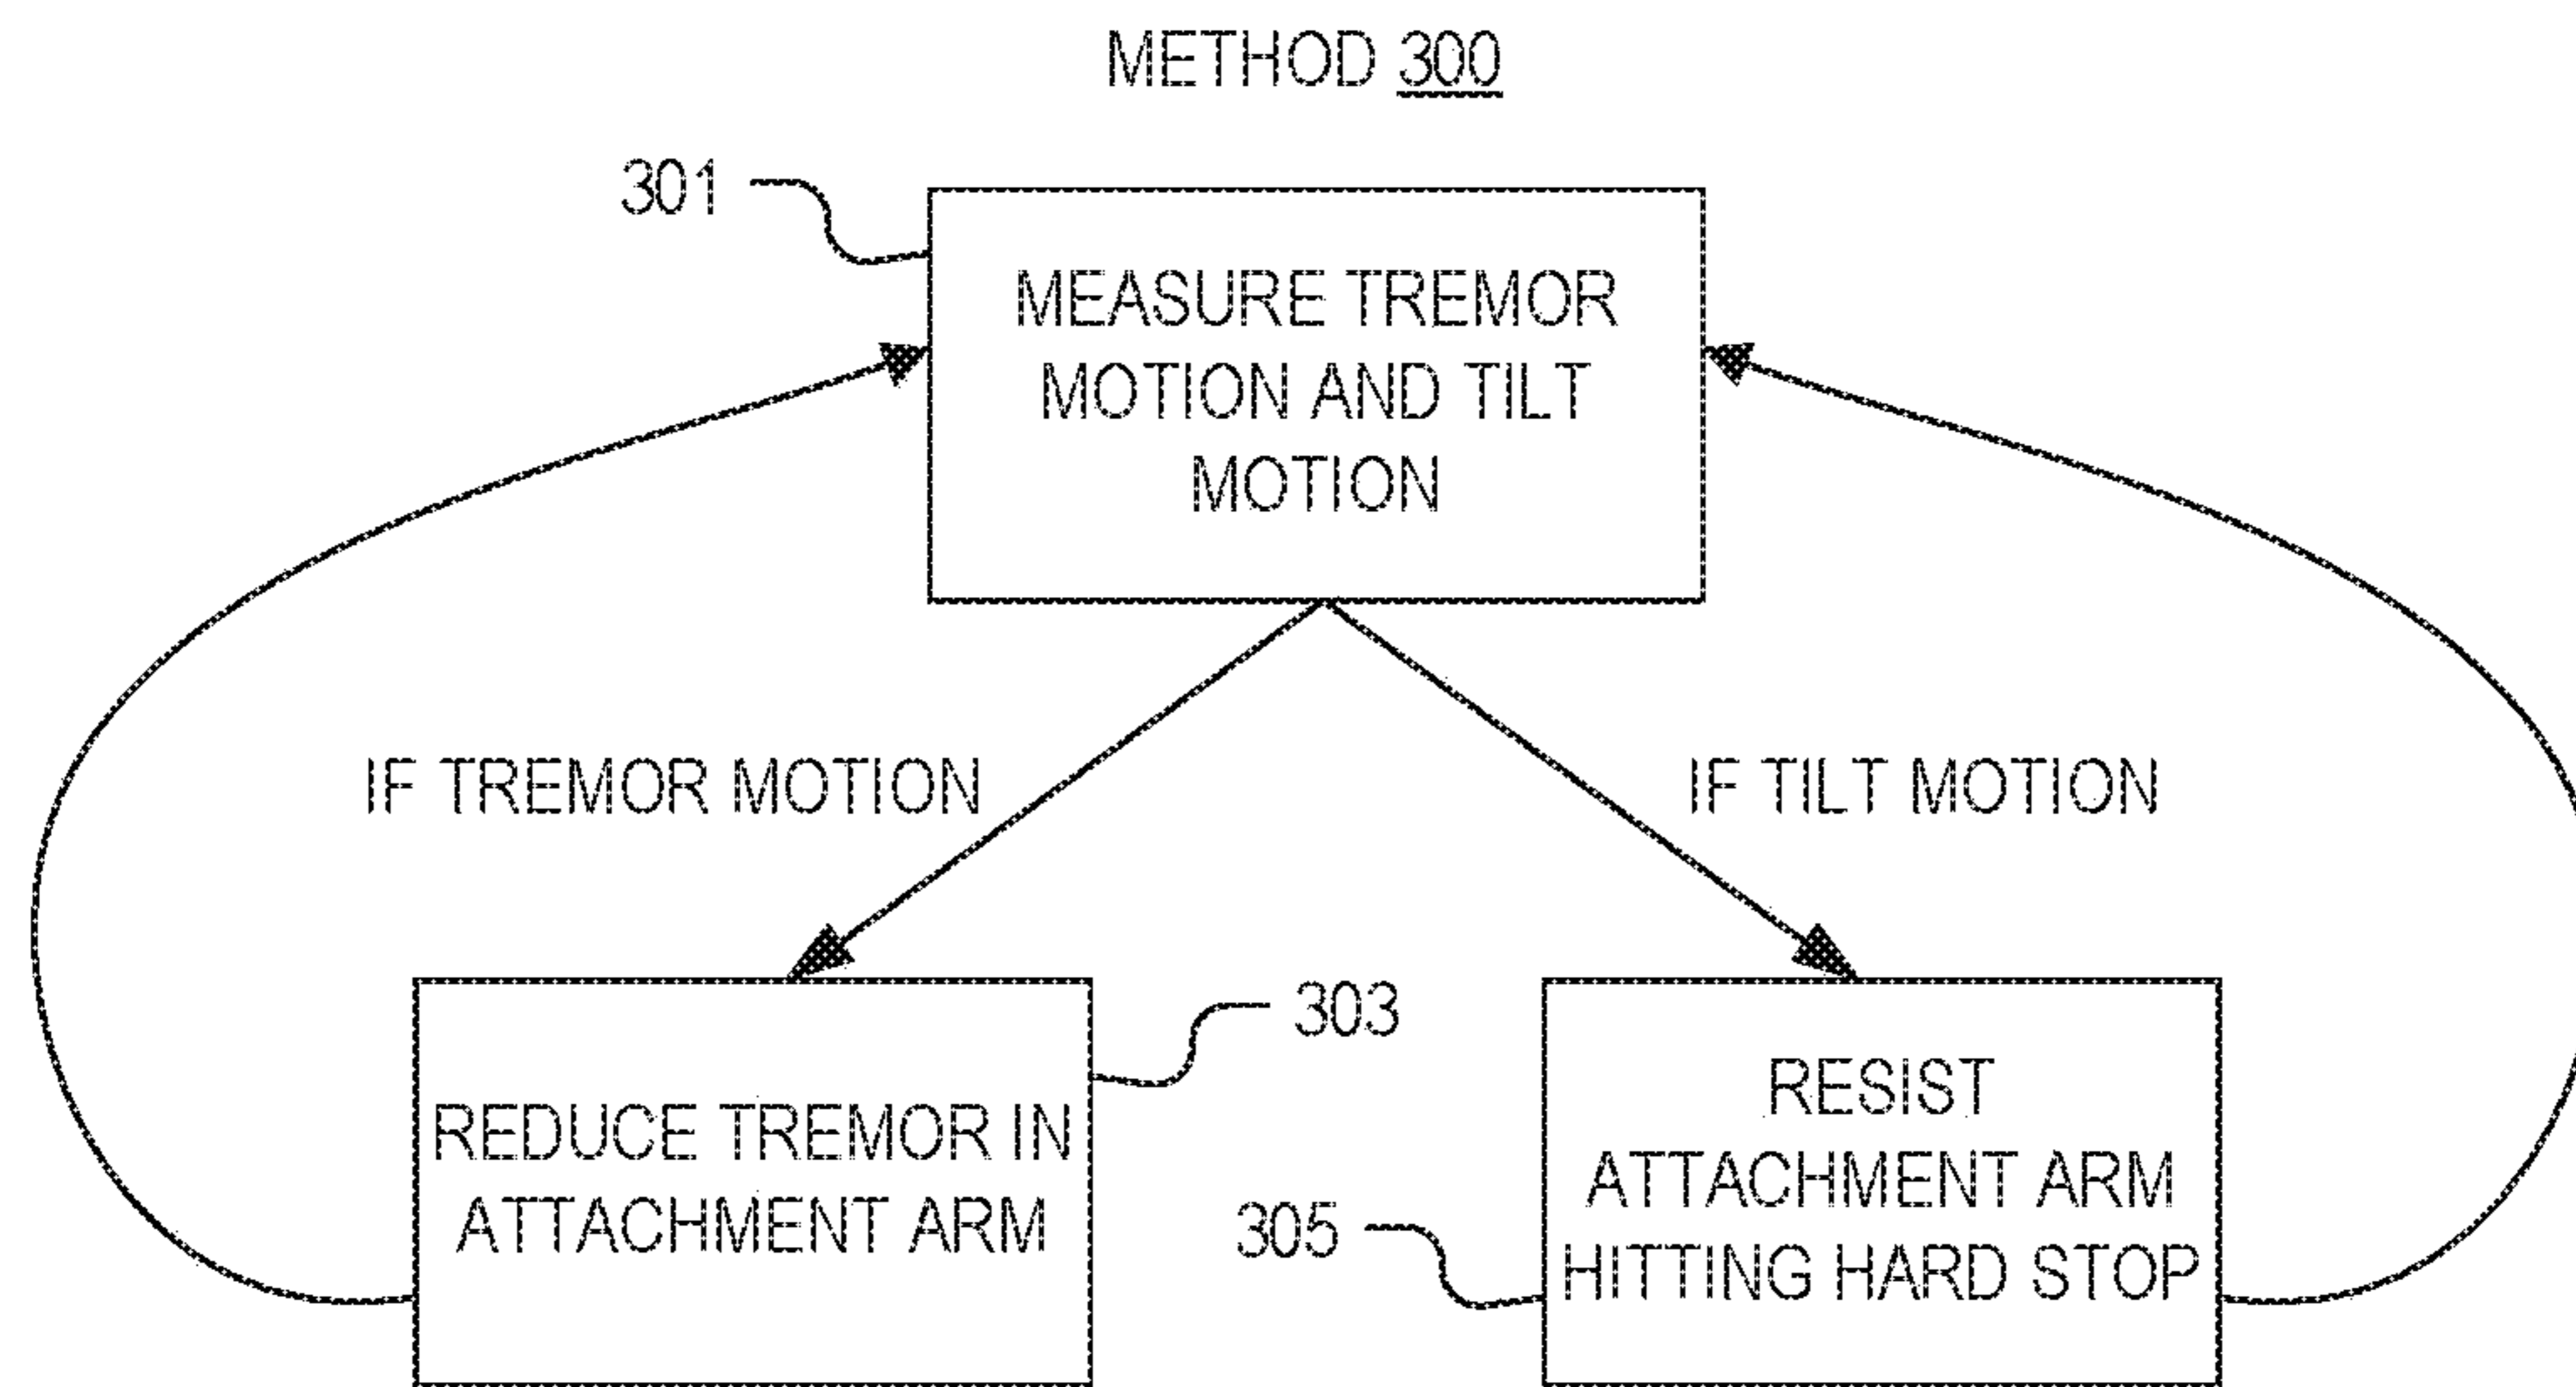 METHOD 300
301
MEASURE TREMOR
MOTION AND TILT
MOTION
IF TREMOR MOTION
IF TILT MOTION
303
REDUCE TREMOR IN
ATTACHMENT ARM
305
RESIST
ATTACHMENT ARM
HITTING HARD STOP